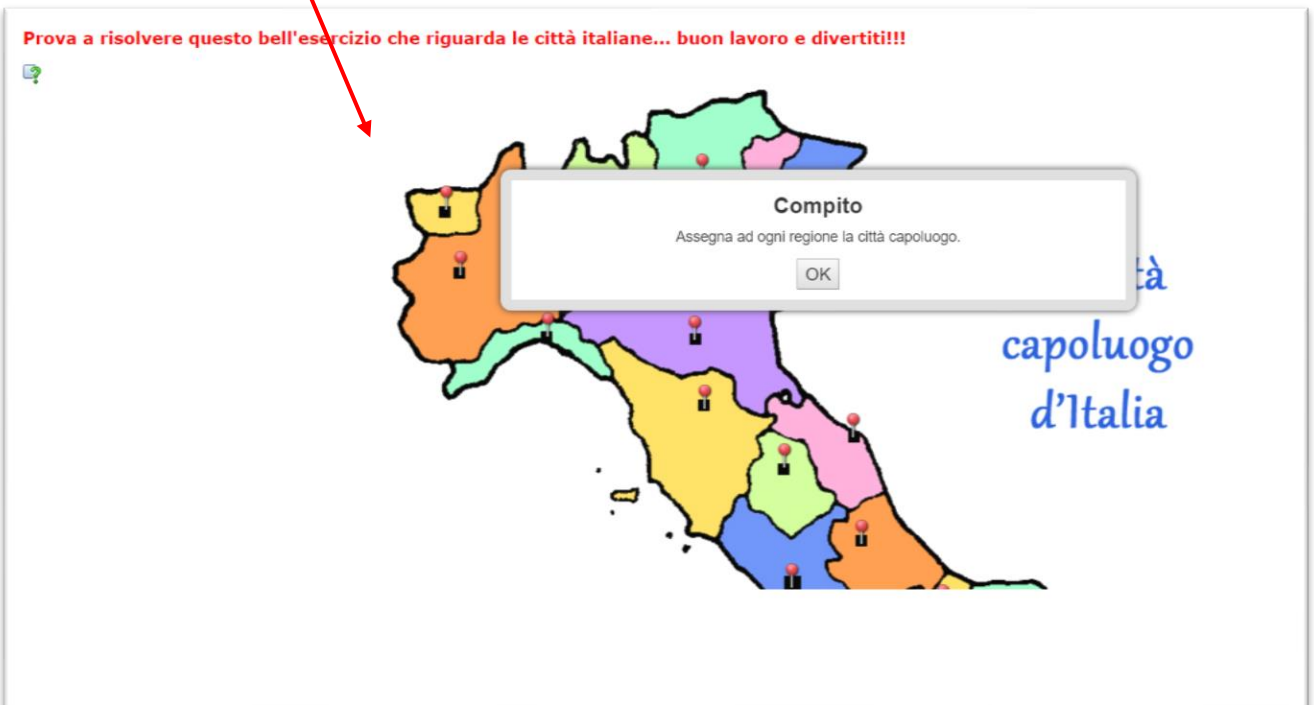 Prova a risolvere questo bell'esercizio che riguarda le città italiane... buon lavoro e divertiti!!!
Compito
Assegna ad ogni regione la città capoluogo.
OK
tà
capoluogo
d'Italia